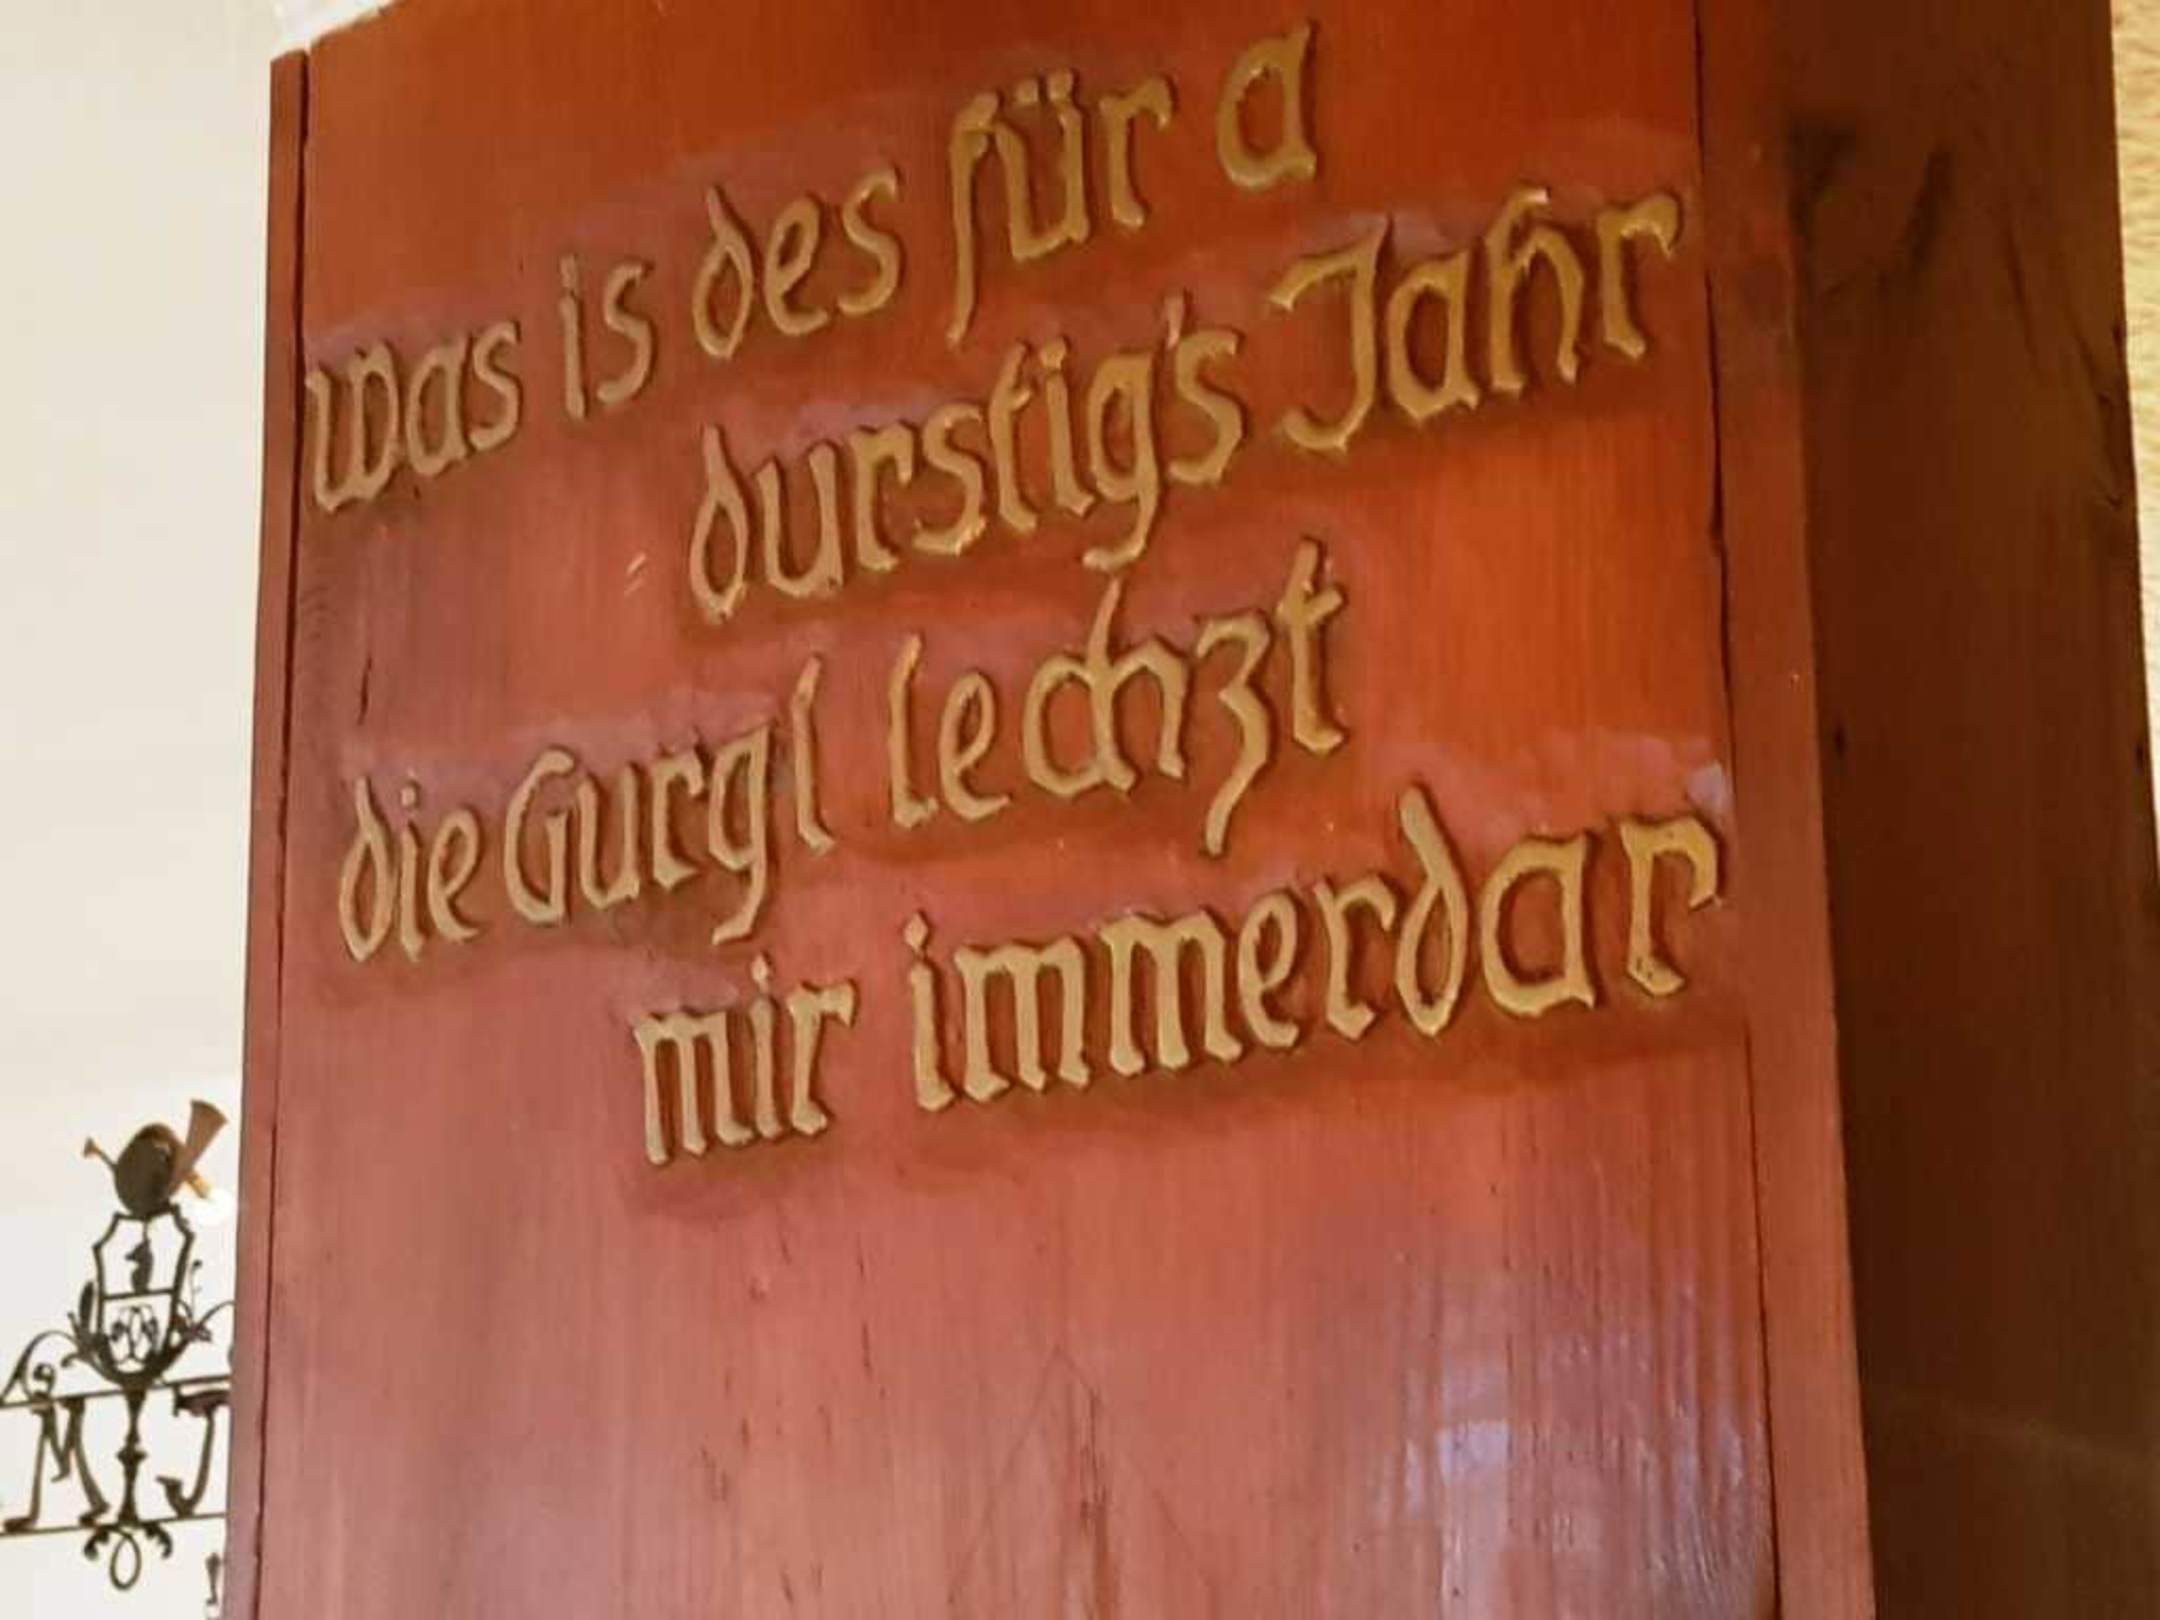 Was is des für a
durstig's Jahr
die Gurgl lechzt
mir immerdar
M J